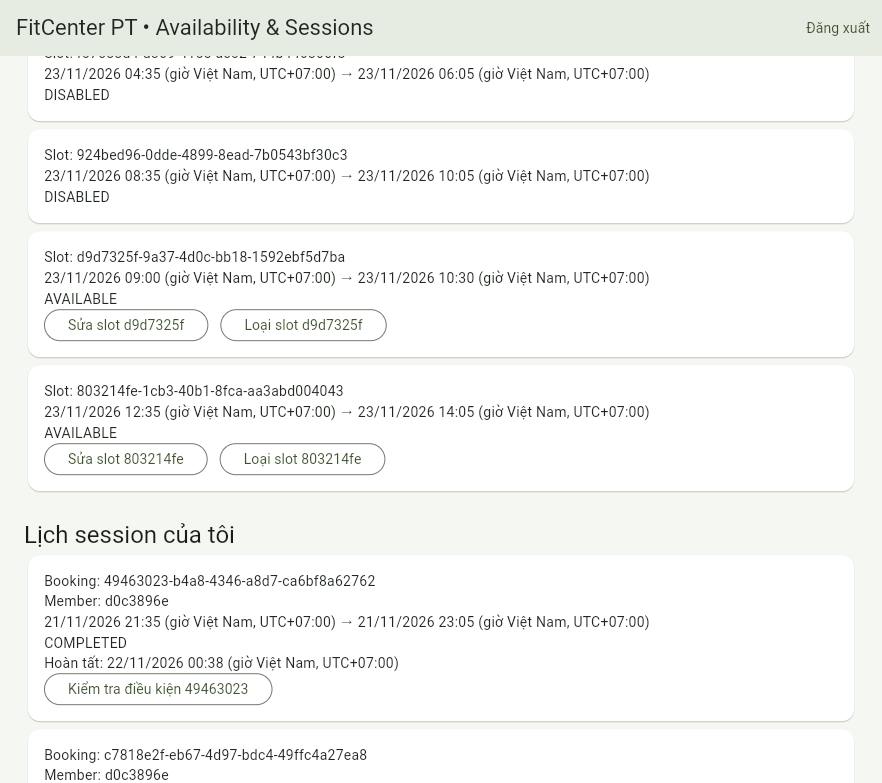 FitCenter PT • Availability & Sessions
Đăng xuất
23/11/2026 04:35 (giờ Việt Nam, UTC+07:00) → 23/11/2026 06:05 (giờ Việt Nam, UTC+07:00)
DISABLED
Slot: 924bed96-0dde-4899-8ead-7b0543bf30c3
23/11/2026 08:35 (giờ Việt Nam, UTC+07:00) → 23/11/2026 10:05 (giờ Việt Nam, UTC+07:00)
DISABLED
Slot: d9d7325f-9a37-4d0c-bb18-1592ebf5d7ba
23/11/2026 09:00 (giờ Việt Nam, UTC+07:00) → 23/11/2026 10:30 (giờ Việt Nam, UTC+07:00)
AVAILABLE
Sửa slot d9d7325f
Loại slot d9d7325f
Slot: 803214fe-1cb3-40b1-8fca-aa3abd004043
23/11/2026 12:35 (giờ Việt Nam, UTC+07:00) → 23/11/2026 14:05 (giờ Việt Nam, UTC+07:00)
AVAILABLE
Sửa slot 803214fe
Loại slot 803214fe
Lịch session của tôi
Booking: 49463023-b4a8-4346-a8d7-ca6bf8a62762
Member: d0c3896e
21/11/2026 21:35 (giờ Việt Nam, UTC+07:00) → 21/11/2026 23:05 (giờ Việt Nam, UTC+07:00)
COMPLETED
Hoàn tất: 22/11/2026 00:38 (giờ Việt Nam, UTC+07:00)
Kiểm tra điều kiện 49463023
Booking: c7818e2f-eb67-4d97-bdc4-49ffc4a27ea8
Member: d0c3896e